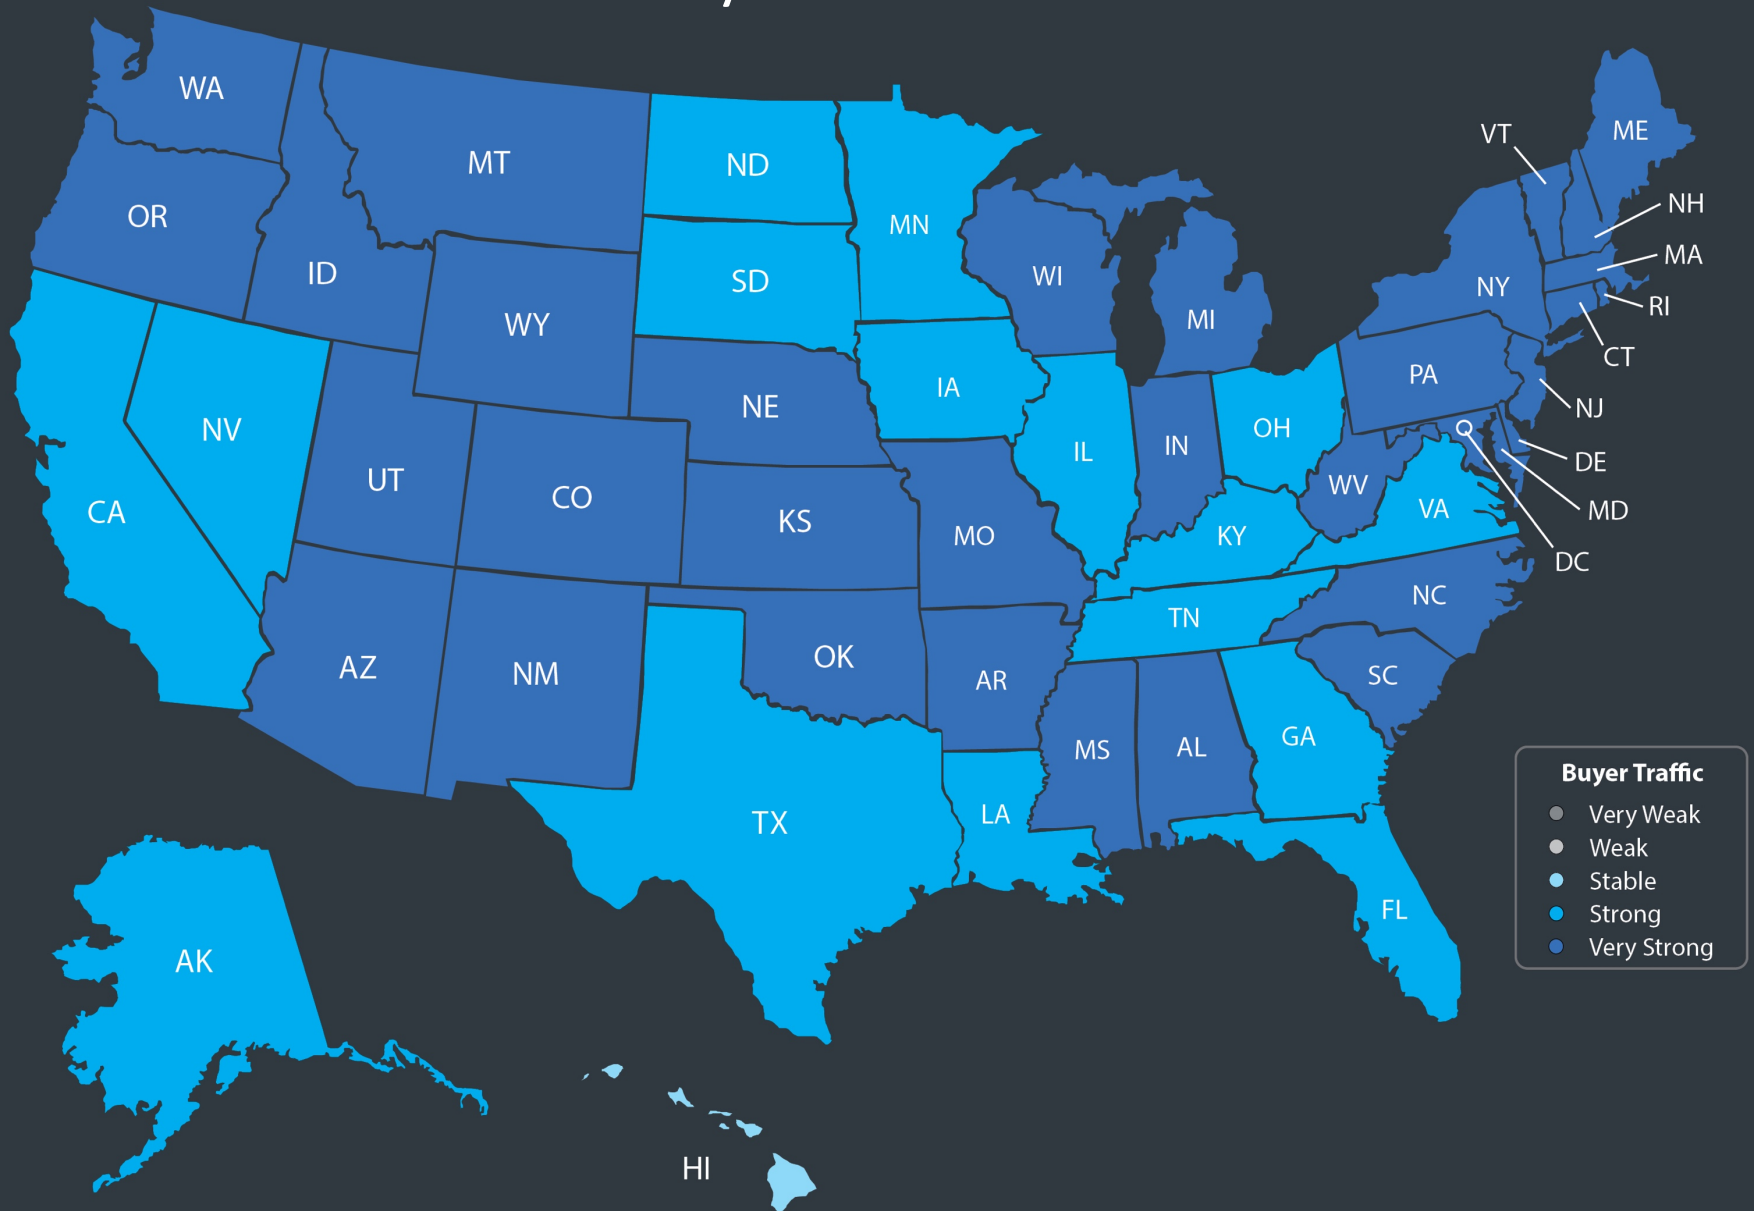 WA
MT
ND
MN
ME
VT
OR
ID
WY
SD
WI
MI
NY
NH
MA
RI
CT
NV
UT
CO
NE
IA
IL
IN
OH
PA
NJ
CA
KS
MO
KY
WV
VA
DE
MD
DC
AZ
NM
OK
AR
TN
NC
SC
TX
LA
MS
AL
GA
FL
AK
HI
Buyer Traffic
Very Weak
Weak
Stable
Strong
Very Strong